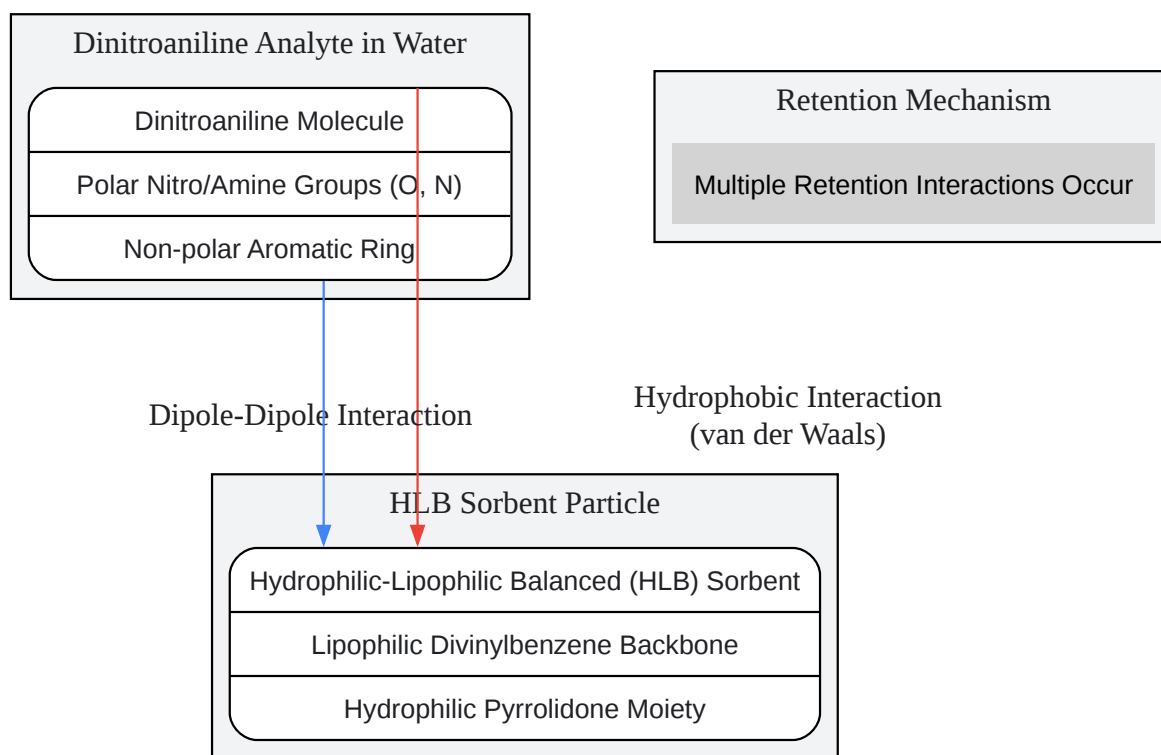 Dinitroaniline Analyte in Water
Dinitroaniline Molecule
Polar Nitro/Amine Groups (O, N)
Non-polar Aromatic Ring
Retention Mechanism
Multiple Retention Interactions Occur
Dipole-Dipole Interaction
Hydrophobic Interaction
(van der Waals)
HLB Sorbent Particle
Hydrophilic-Lipophilic Balanced (HLB) Sorbent
Lipophilic Divinylbenzene Backbone
Hydrophilic Pyrrolidone Moiety